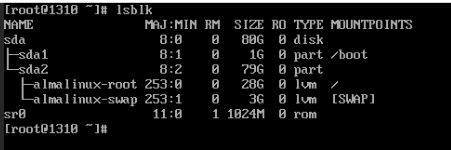 [root@1310 ~]# lsblk
NAME MAJ:MIN RM SIZE RO TYPE MOUNTPOINTS
sda 8:0 0 80G 0 disk
├─sda1 8:1 0 1G 0 part /boot
└─sda2 8:2 0 79G 0 part
├─almalinux-root 253:0 0 28G 0 lvm /
└─almalinux-swap 253:1 0 3G 0 lvm [SWAP]
sr0 11:0 1 1024M 0 rom
[root@1310 ~]#